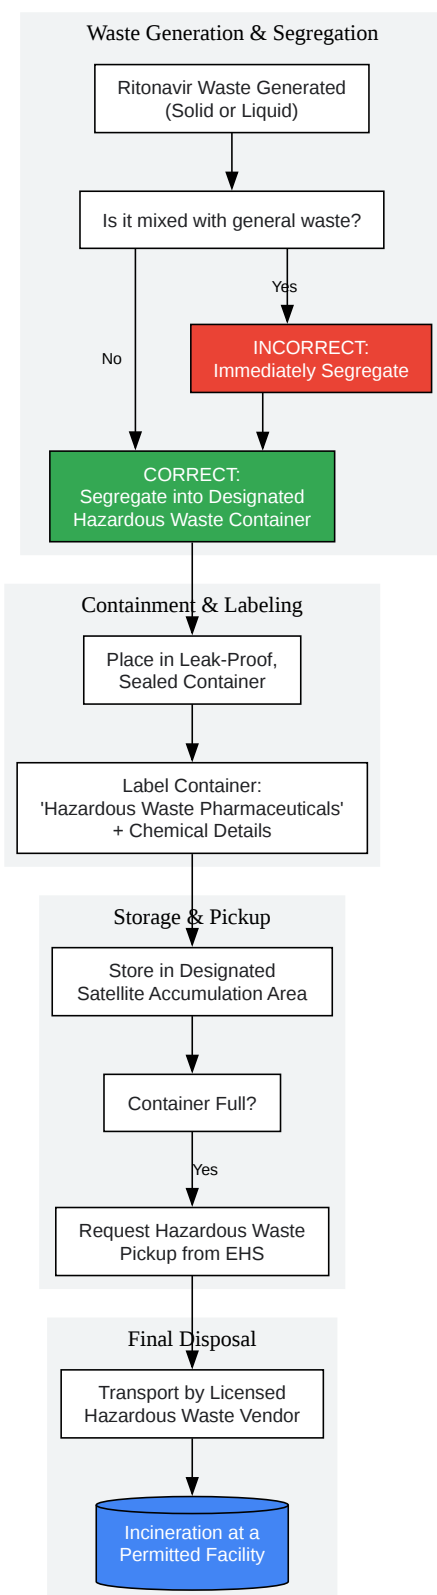 Waste Generation & Segregation
Ritonavir Waste Generated
(Solid or Liquid)
Is it mixed with general waste?
Yes
No
INCORRECT:
Immediately Segregate
CORRECT:
Segregate into Designated
Hazardous Waste Container
Containment & Labeling
Place in Leak-Proof,
Sealed Container
Label Container:
'Hazardous Waste Pharmaceuticals'
+ Chemical Details
Storage & Pickup
Store in Designated
Satellite Accumulation Area
Container Full?
Yes
Request Hazardous Waste
Pickup from EHS
Final Disposal
Transport by Licensed
Hazardous Waste Vendor
Incineration at a
Permitted Facility